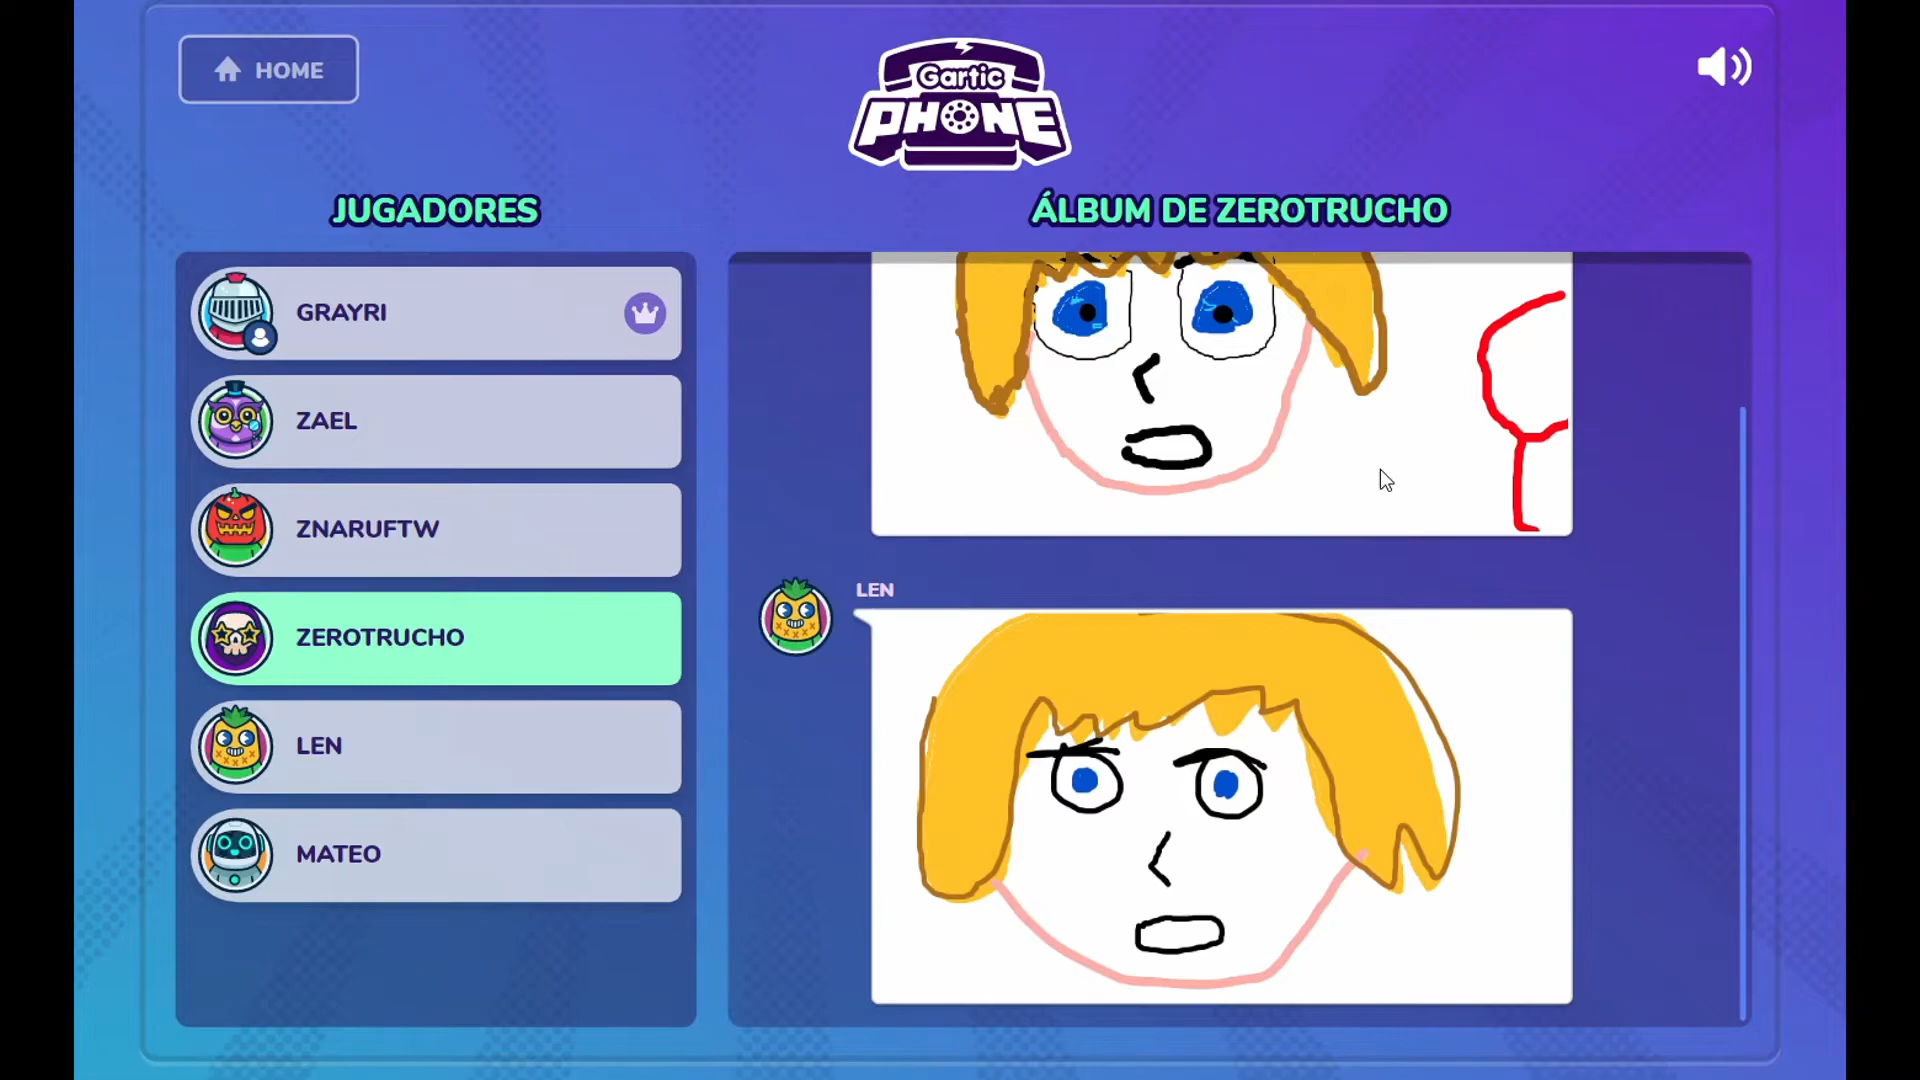 HOME
Gartic
PHONE
JUGADORES
ÁLBUM DE ZEROTRUCHO
GRAYRI
ZAEL
ZNARUFTW
ZEROTRUCHO
LEN
MATEO
LEN